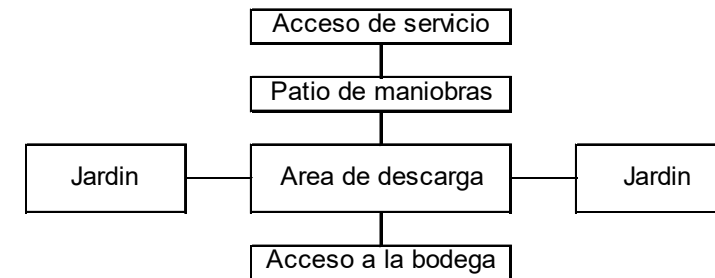 Acceso de servicio
Patio de maniobras
Jardin
Area de descarga
Jardin
Acceso a la bodega